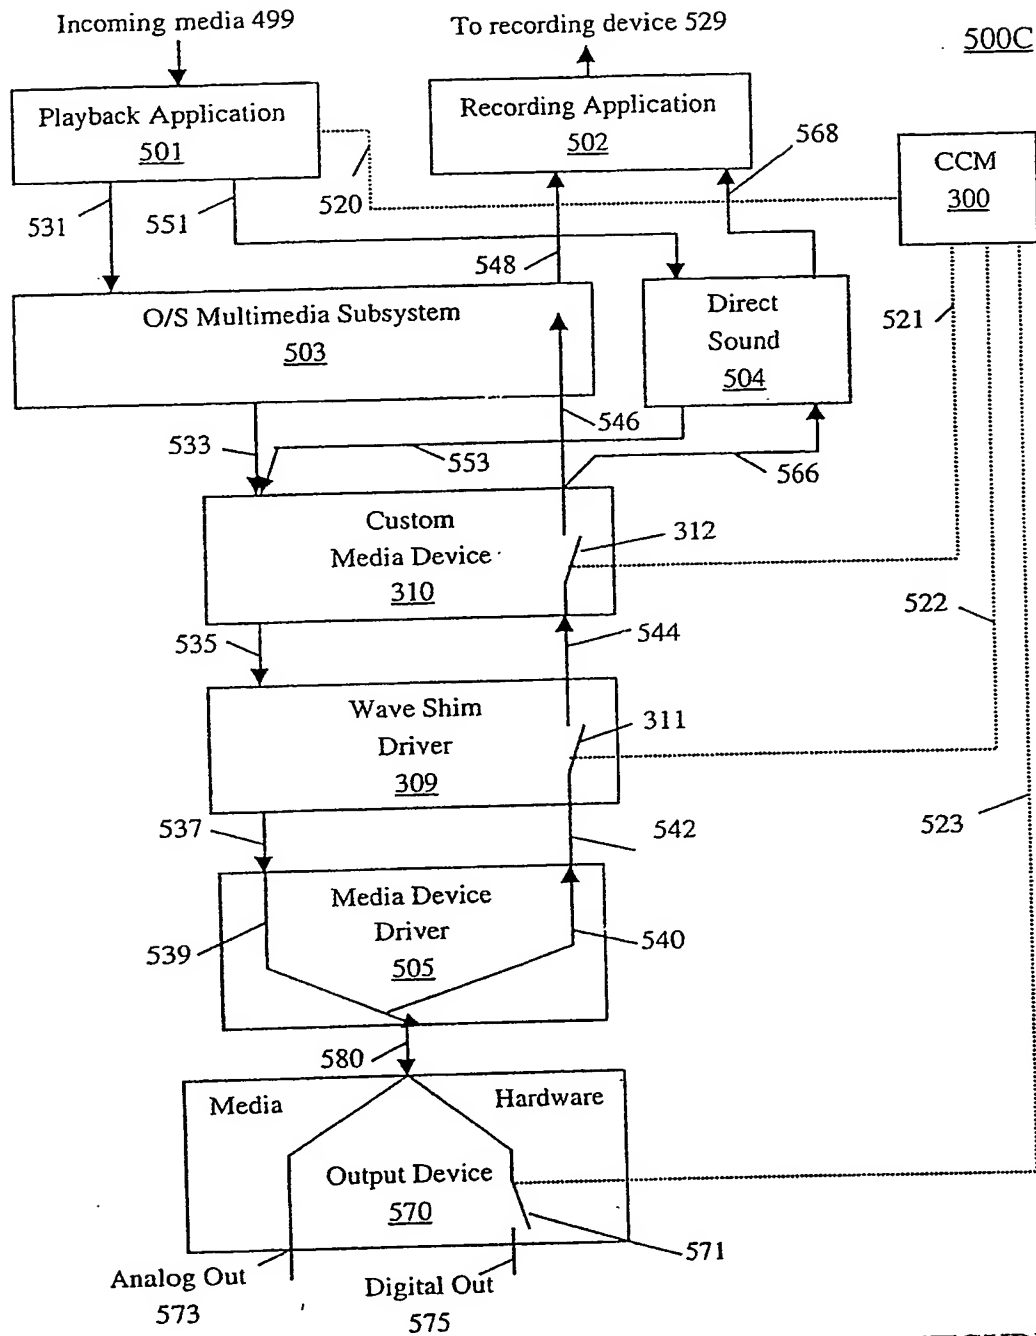 Incoming media 499
To recording device 529
500C
Playback Application
501
Recording Application
502
568
CCM
300
531
551
520
548
O/S Multimedia Subsystem
503
Direct
Sound
504
521
533
553
546
566
Custom
Media Device
310
312
522
535
544
Wave Shim
Driver
309
311
523
537
542
Media Device
Driver
505
539
540
580
Media
Hardware
Output Device
570
571
Analog Out
573
Digital Out
575